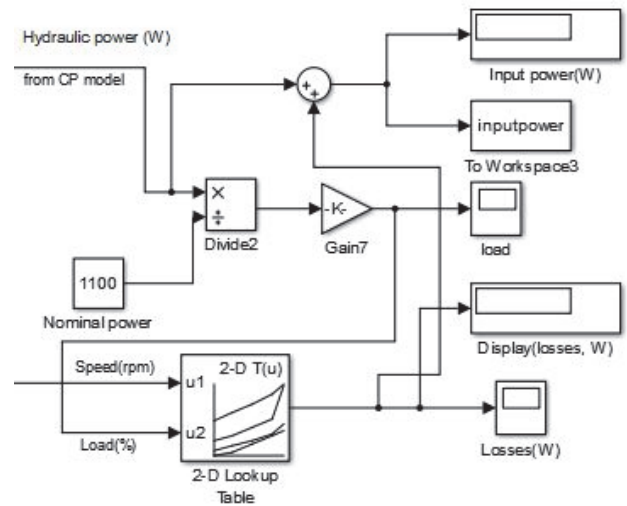 Hydraulic power (W)
from CP model
Input power(W)
inputpower
To Workspace3
×
÷
Divide2
-K-
Gain7
load
1100
Nominal power
Display(losses, W)
Speed(rpm)
u1
2-D T(u)
u2
Load(%)
2-D Lookup
Table
Losses(W)
++